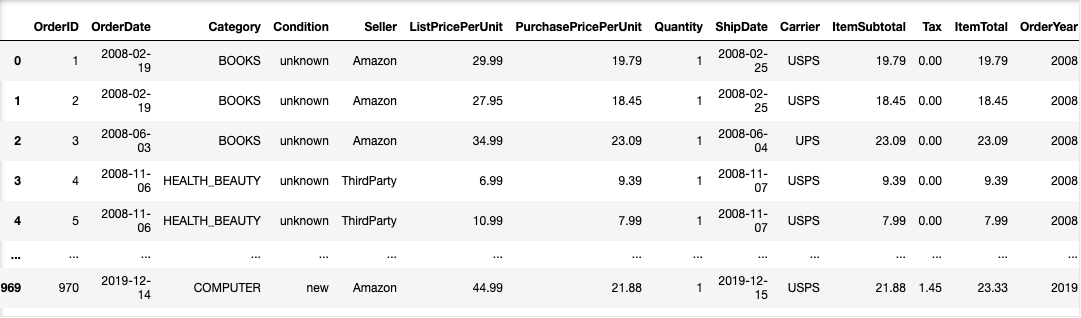 OrderID OrderDate Category Condition Seller ListPricePerUnit PurchasePricePerUnit Quantity ShipDate Carrier ItemSubtotal Tax ItemTotal OrderYear
0 1 2008-02-19 BOOKS unknown Amazon 29.99 19.79 1 2008-02-25 USPS 19.79 0.00 19.79 2008
1 2 2008-02-19 BOOKS unknown Amazon 27.95 18.45 1 2008-02-25 USPS 18.45 0.00 18.45 2008
2 3 2008-06-03 BOOKS unknown Amazon 34.99 23.09 1 2008-06-04 UPS 23.09 0.00 23.09 2008
3 4 2008-11-06 HEALTH_BEAUTY unknown ThirdParty 6.99 9.39 1 2008-11-07 USPS 9.39 0.00 9.39 2008
4 5 2008-11-06 HEALTH_BEAUTY unknown ThirdParty 10.99 7.99 1 2008-11-07 USPS 7.99 0.00 7.99 2008
... ... ... ... ... ... ... ... ... ... ... ... ... ... ...
969 970 2019-12-14 COMPUTER new Amazon 44.99 21.88 1 2019-12-15 USPS 21.88 1.45 23.33 2019